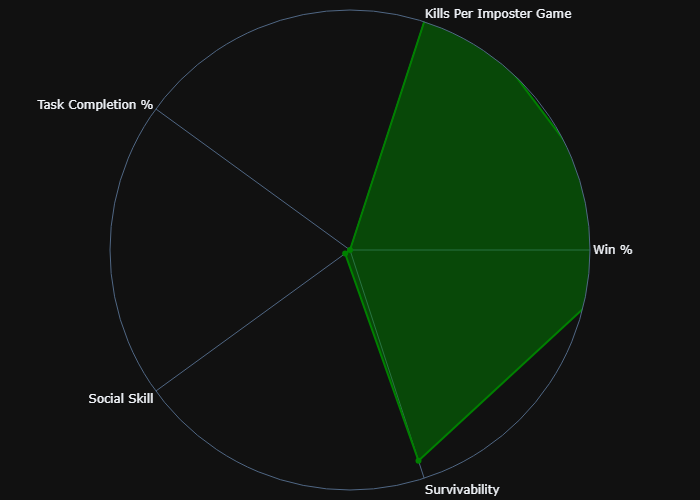 Kills Per Imposter Game
Task Completion %
Win %
Social Skill
Survivability